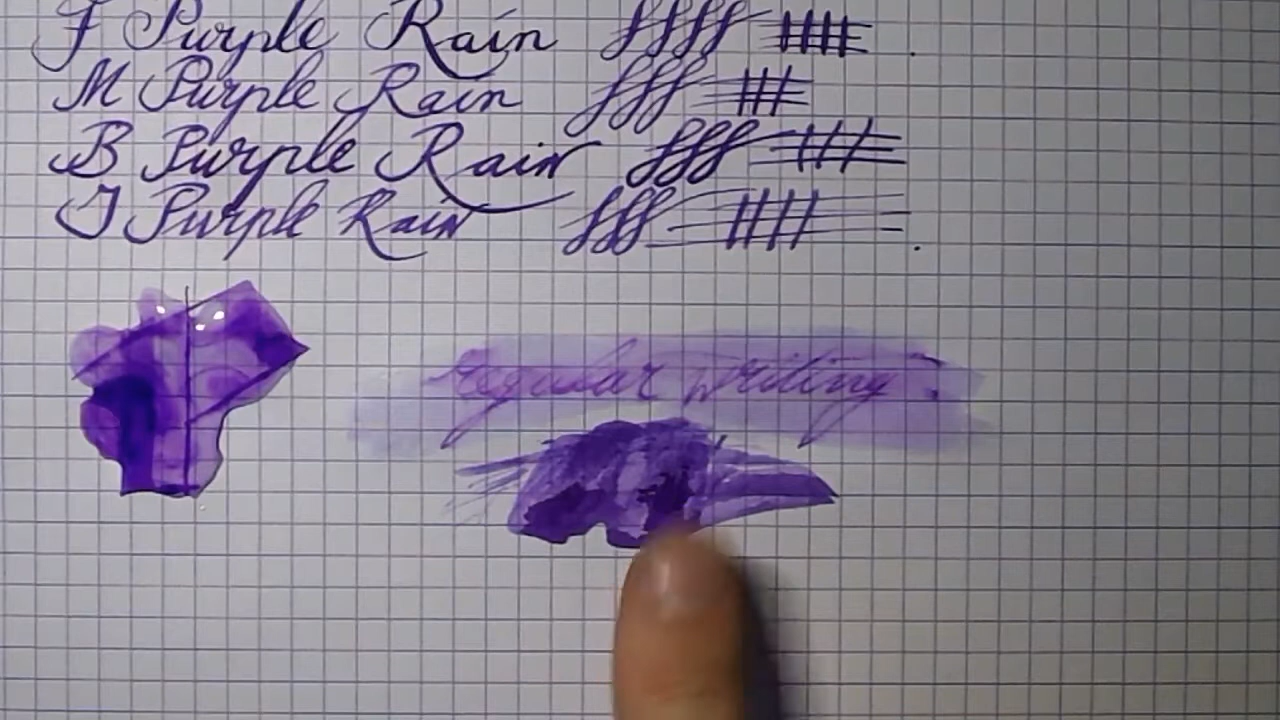 F Purple Rain
M Purple Rain
B Purple Rain
J Purple Rain
regular writing